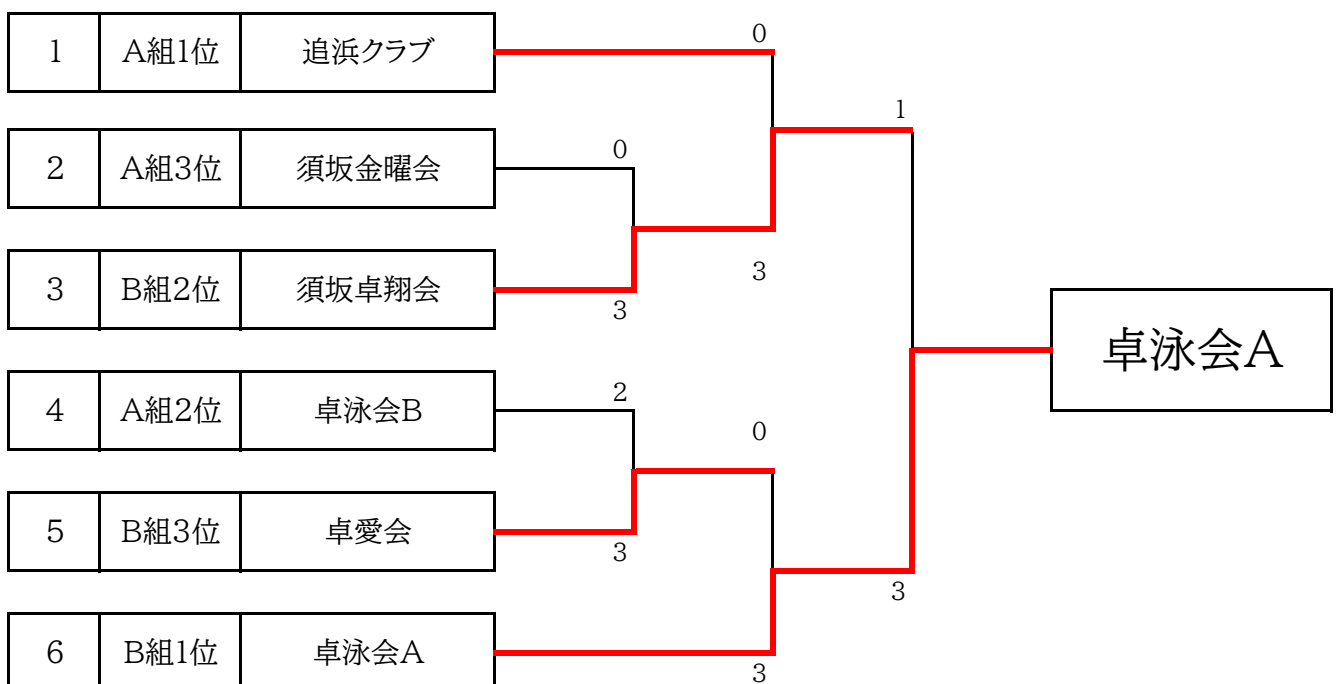 1 A組1位 追浜クラブ
0
1
2 A組3位 須坂金曜会
0
3
3 B組2位 須坂卓翔会
3
卓泳会A
4 A組2位 卓泳会B
2
0
5 B組3位 卓愛会
3
3
6 B組1位 卓泳会A
3